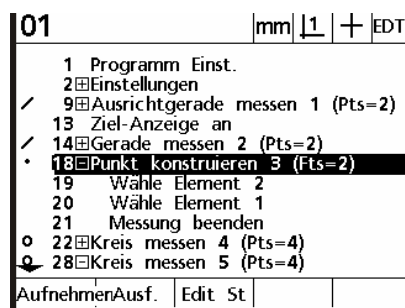 01 mm 1 EDT
1 Programm Einst.
2⊞Einstellungen
9⊞Ausrichtgerade messen 1 (Pts=2)
13 Ziel-Anzeige an
14⊞Gerade messen 2 (Pts=2)
18⊟Punkt konstruieren 3 (Fts=2)
19 Wähle Element 2
20 Wähle Element 1
21 Messung beenden
22⊞Kreis messen 4 (Pts=4)
28⊟Kreis messen 5 (Pts=4)
Aufnehmen Ausf. Edit St